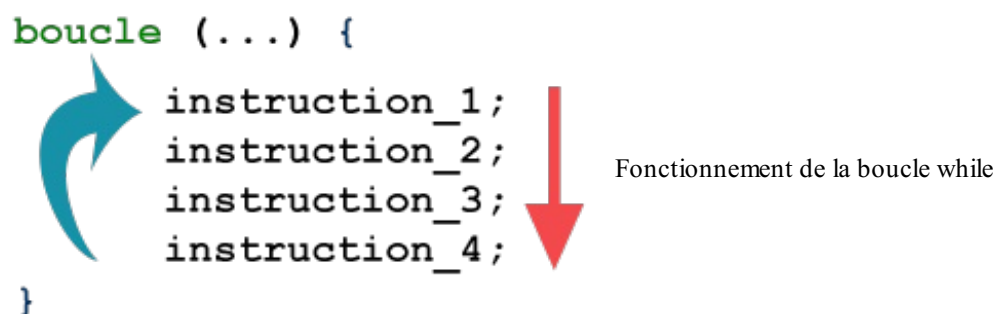 boucle (...) {
instruction_1;
instruction_2;
instruction_3;
instruction_4;
}
Fonctionnement de la boucle while